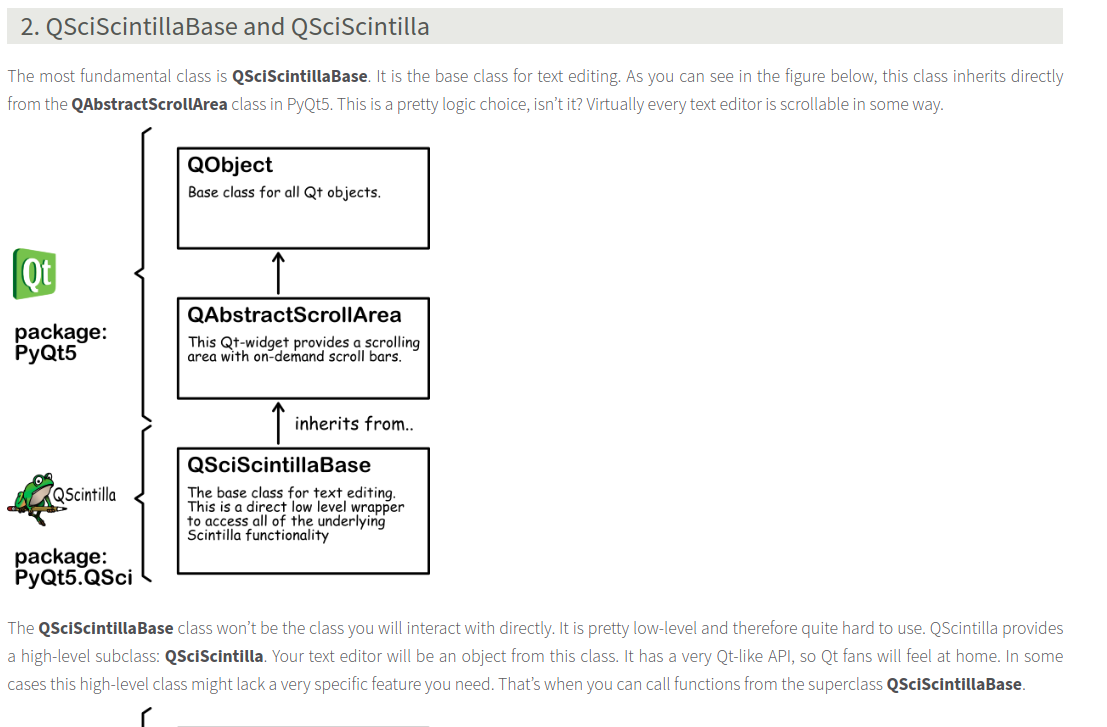 2. QSciScintillaBase and QSciScintilla
The most fundamental class is QSciScintillaBase. It is the base class for text editing. As you can see in the figure below, this class inherits directly
from the QAbstractScrollArea class in PyQt5. This is a pretty logic choice, isn't it? Virtually every text editor is scrollable in some way.
QObject
Base class for all Qt objects.
Qt
package:
PyQt5
QAbstractScrollArea
This Qt-widget provides a scrolling
area with on-demand scroll bars.
inherits from..
QSciScintillaBase
The base class for text editing.
This is a direct low level wrapper
to access all of the underlying
Scintilla functionality
QScintilla
package:
PyQt5.QSci
The QSciScintillaBase class won't be the class you will interact with directly. It is pretty low-level and therefore quite hard to use. QScintilla provides
a high-level subclass: QSciScintilla. Your text editor will be an object from this class. It has a very Qt-like API, so Qt fans will feel at home. In some
cases this high-level class might lack a very specific feature you need. That's when you can call functions from the superclass QSciScintillaBase.